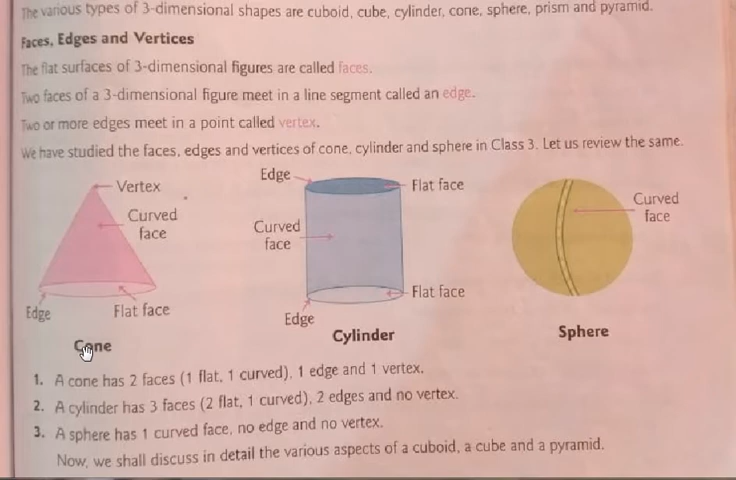 The various types of 3-dimensional shapes are cuboid, cube, cylinder, cone, sphere, prism and pyramid.
Faces, Edges and Vertices
The flat surfaces of 3-dimensional figures are called faces.
Two faces of a 3-dimensional figure meet in a line segment called an edge.
Two or more edges meet in a point called vertex.
We have studied the faces, edges and vertices of cone, cylinder and sphere in Class 3. Let us review the same.
Vertex
Curved
face
Edge
Flat face
Cone
Edge
Flat face
Curved
face
Flat face
Edge
Cylinder
Curved
face
Sphere
1. A cone has 2 faces (1 flat, 1 curved), 1 edge and 1 vertex.
2. A cylinder has 3 faces (2 flat, 1 curved), 2 edges and no vertex.
3. A sphere has 1 curved face, no edge and no vertex.
Now, we shall discuss in detail the various aspects of a cuboid, a cube and a pyramid.